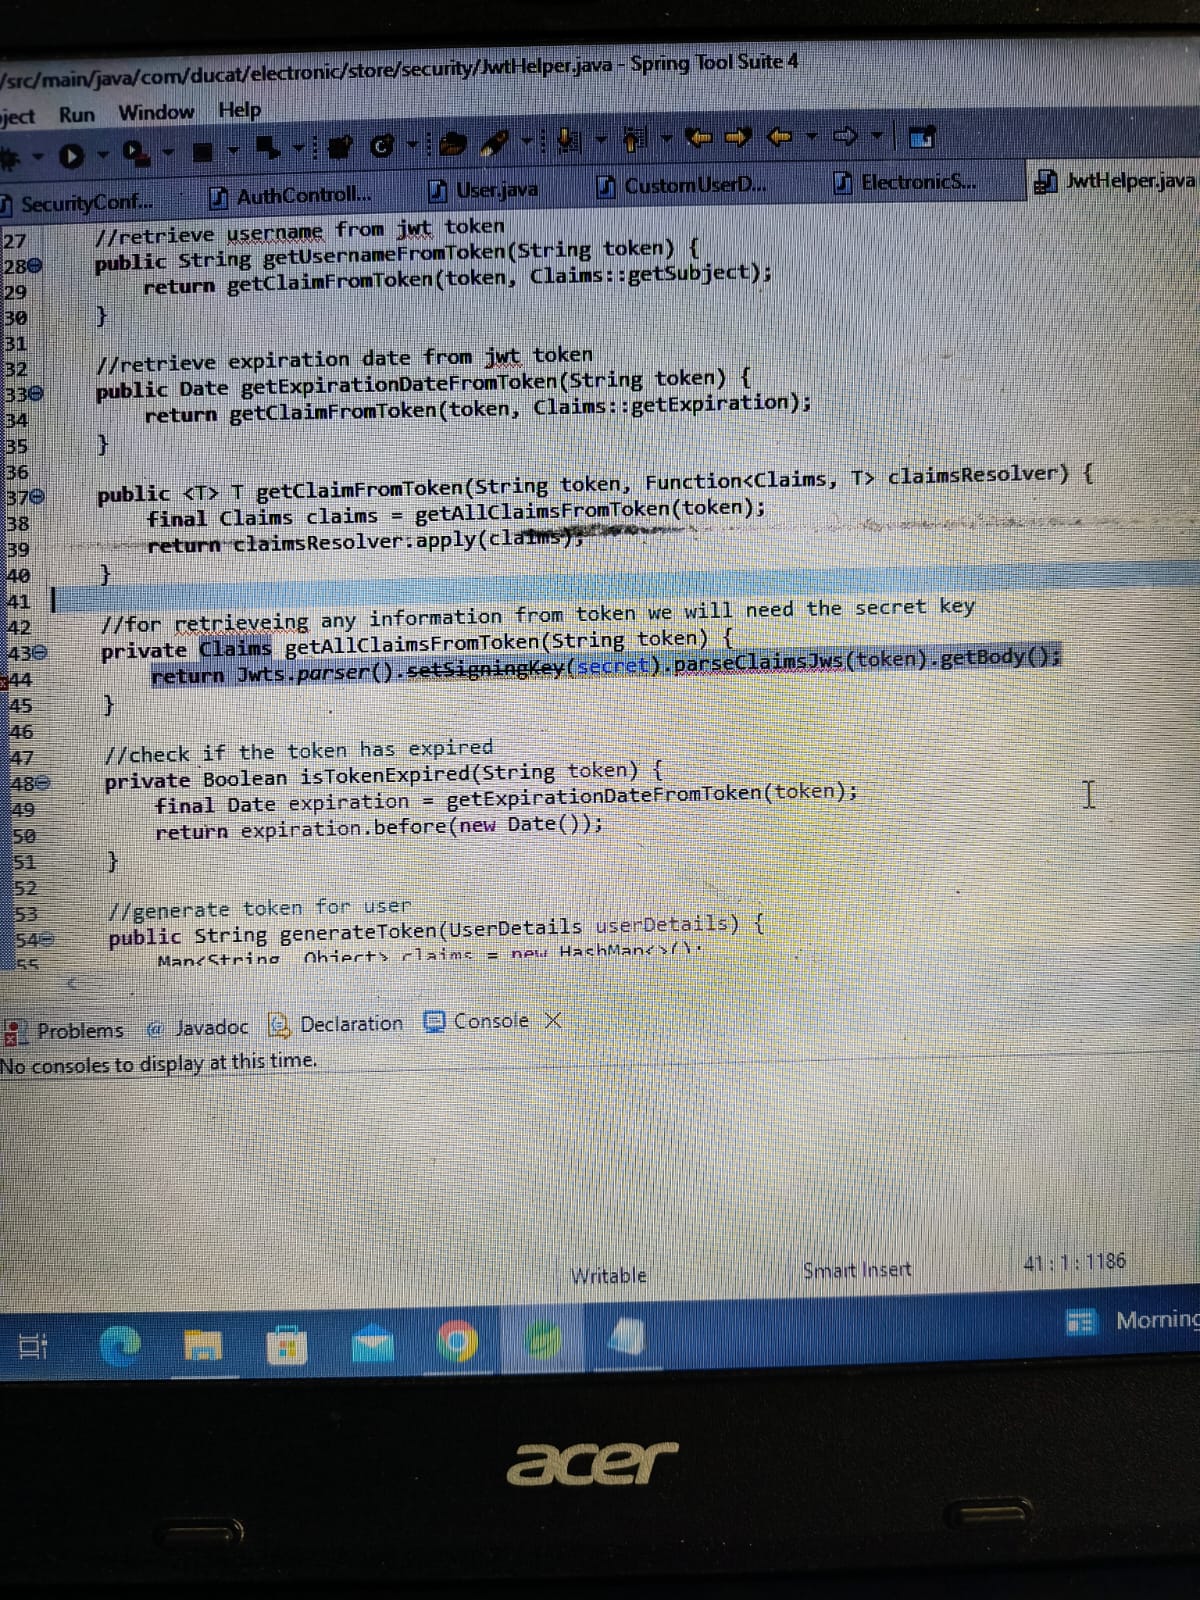 /src/main/java/com/ducat/electronic/store/security/JwtHelper.java - Spring Tool Suite 4
ject Run Window Help
SecurityConf... AuthControll... User.java CustomUserD... ElectronicS... JwtHelper.java
27 //retrieve username from jwt token
28 public String getUsernameFromToken(String token) {
29 return getClaimFromToken(token, Claims::getSubject);
30 }
31
32 //retrieve expiration date from jwt token
33 public Date getExpirationDateFromToken(String token) {
34 return getClaimFromToken(token, Claims::getExpiration);
35 }
36
37 public <T> T getClaimFromToken(String token, Function<Claims, T> claimsResolver) {
38 final Claims claims = getAllClaimsFromToken(token);
39 return claimsResolver.apply(claims);
40 }
41
42 //for retrieveing any information from token we will need the secret key
43 private Claims getAllClaimsFromToken(String token) {
44 return Jwts.parser().setSigningKey(secret).parseClaimsJws(token).getBody();
45 }
46
47 //check if the token has expired
48 private Boolean isTokenExpired(String token) {
49 final Date expiration = getExpirationDateFromToken(token);
50 return expiration.before(new Date());
51 }
52
53 //generate token for user
54 public String generateToken(UserDetails userDetails) {
55 Map<String, Object> claims = new HashMap<>();
Problems @ Javadoc Declaration Console
No consoles to display at this time.
Writable Smart Insert 41 : 1 : 1186
Morning
acer